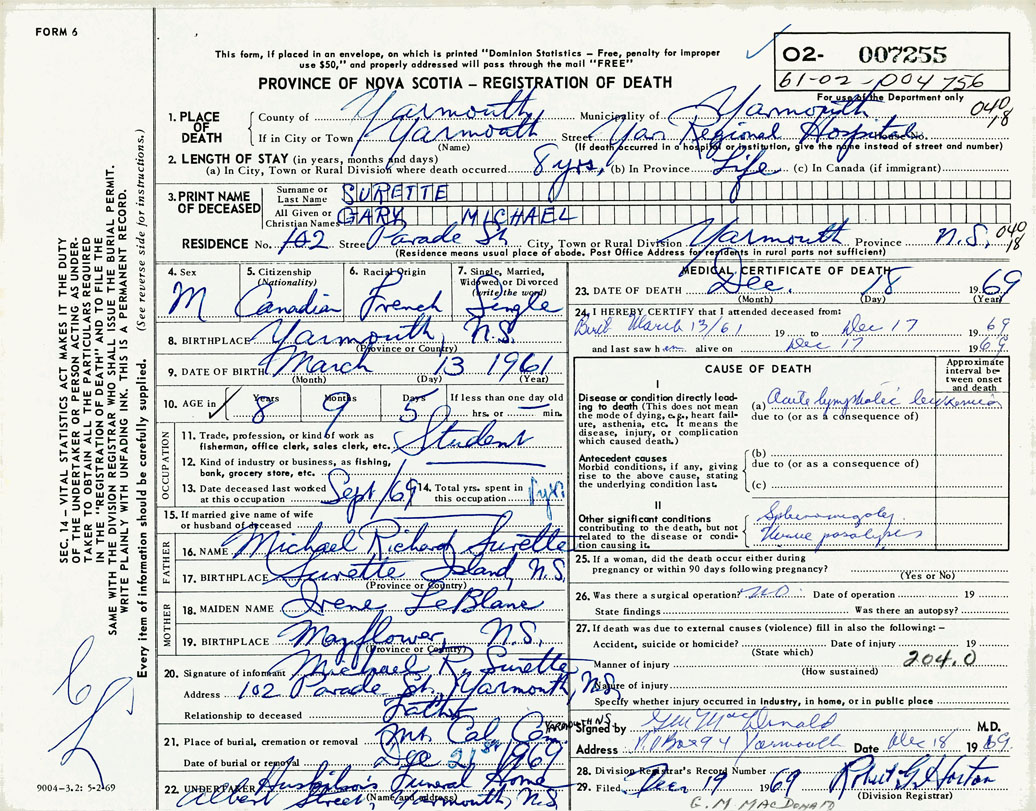 FORM 6
This form, if placed in an envelope, on which is printed "Dominion Statistics – Free, penalty for improper
use $50," and properly addressed will pass through the mail "FREE"
PROVINCE OF NOVA SCOTIA – REGISTRATION OF DEATH
02- 007255
61-02-004756
For use of the Department only
040
18
1. PLACE OF DEATH
County of Yarmouth Municipality of Yarmouth
If in City or Town Yarmouth Street Yar Regional Hospital House No.
(Name) (If death occurred in a hospital or institution, give the name instead of street and number)
2. LENGTH OF STAY (in years, months and days)
(a) In City, Town or Rural Division where death occurred 8 yrs, (b) In Province Life (c) In Canada (if immigrant)
3. PRINT NAME OF DECEASED
Surname or Last Name SURETTE
All Given or Christian Names GARY MICHAEL
RESIDENCE No. 102 Street Parade St. City, Town or Rural Division Yarmouth Province N.S. 040 18
(Residence means usual place of abode. Post Office Address for residents in rural parts not sufficient)
4. Sex M
5. Citizenship (Nationality) Canadian
6. Racial Origin French
7. Single, Married, Widowed or Divorced (write the word) Single
8. BIRTHPLACE Yarmouth, N.S.
(Province or Country)
9. DATE OF BIRTH March 13 1961
(Month) (Day) (Year)
10. AGE ✓ Years 8 Months 9 Days 5 If less than one day old
hrs. or min.
OCCUPATION
11. Trade, profession, or kind of work as
fisherman, office clerk, sales clerk, etc. Student
12. Kind of industry or business, as fishing,
bank, grocery store, etc.
13. Date deceased last worked
at this occupation Sept/69
14. Total yrs. spent in
this occupation
15. If married give name of wife
or husband of deceased
FATHER
16. NAME Michael Richard Surette
17. BIRTHPLACE Surette Island, N.S.
(Province or Country)
MOTHER
18. MAIDEN NAME Irene LeBlanc
19. BIRTHPLACE Mayflower, N.S.
(Province or Country)
20. Signature of informant Michael R. Surette
Address 102 Parade St., Yarmouth, N.S.
Relationship to deceased Father
21. Place of burial, cremation or removal Mt. Cal Cem YARMOUTH NS
Date of burial or removal Dec 21st 1969
22. UNDERTAKER Funeral Home
(Name and address)
Albert Street, Yarmouth, N.S.
MEDICAL CERTIFICATE OF DEATH
23. DATE OF DEATH Dec. 18 1969
(Month) (Day) (Year)
24. I HEREBY CERTIFY that I attended deceased from:
Birth March 13/61 19 to Dec 17 1969
and last saw him alive on Dec 17 1969
CAUSE OF DEATH
Approximate interval between onset and death
I
Disease or condition directly leading to death (This does not mean the mode of dying, e.g., heart failure, asthenia, etc. It means the disease, injury, or complication which caused death.)
(a) Acute lymphatic leukemia
due to (or as a consequence of)
Antecedent causes
Morbid conditions, if any, giving rise to the above cause, stating the underlying condition last.
(b)
due to (or as a consequence of)
(c)
II
Other significant conditions
contributing to the death, but not related to the disease or condition causing it.
Splenomegaly
Nerve paralysis
25. If a woman, did the death occur either during
pregnancy or within 90 days following pregnancy?
(Yes or No)
26. Was there a surgical operation? NO. Date of operation 19
State findings Was there an autopsy?
27. If death was due to external causes (violence) fill in also the following: –
Accident, suicide or homicide? Date of injury 19
(State which)
Manner of injury 204.0
(How sustained)
Nature of injury
Specify whether injury occurred in Industry, in home, or in public place
Signed by GM MacDonald M.D.
Address P.O Box 94 Yarmouth Date Dec 18 1969
28. Division Registrar's Record Number
29. Filed Dec 19 1969 Robert G. Horton
(Division Registrar)
G. M MACDONALD
SEC. 14 – VITAL STATISTICS ACT MAKES IT THE DUTY
OF THE UNDERTAKER OR PERSON ACTING AS UNDER-
TAKER TO OBTAIN ALL THE PARTICULARS REQUIRED
IN THE "REGISTRATION OF DEATH" AND TO FILE THE
SAME WITH THE DIVISION REGISTRAR WHO SHALL ISSUE THE BURIAL PERMIT.
WRITE PLAINLY WITH UNFADING INK. THIS IS A PERMANENT RECORD.
Every item of information should be carefully supplied. (See reverse side for instructions.)
9004–3.2: 5-2-69